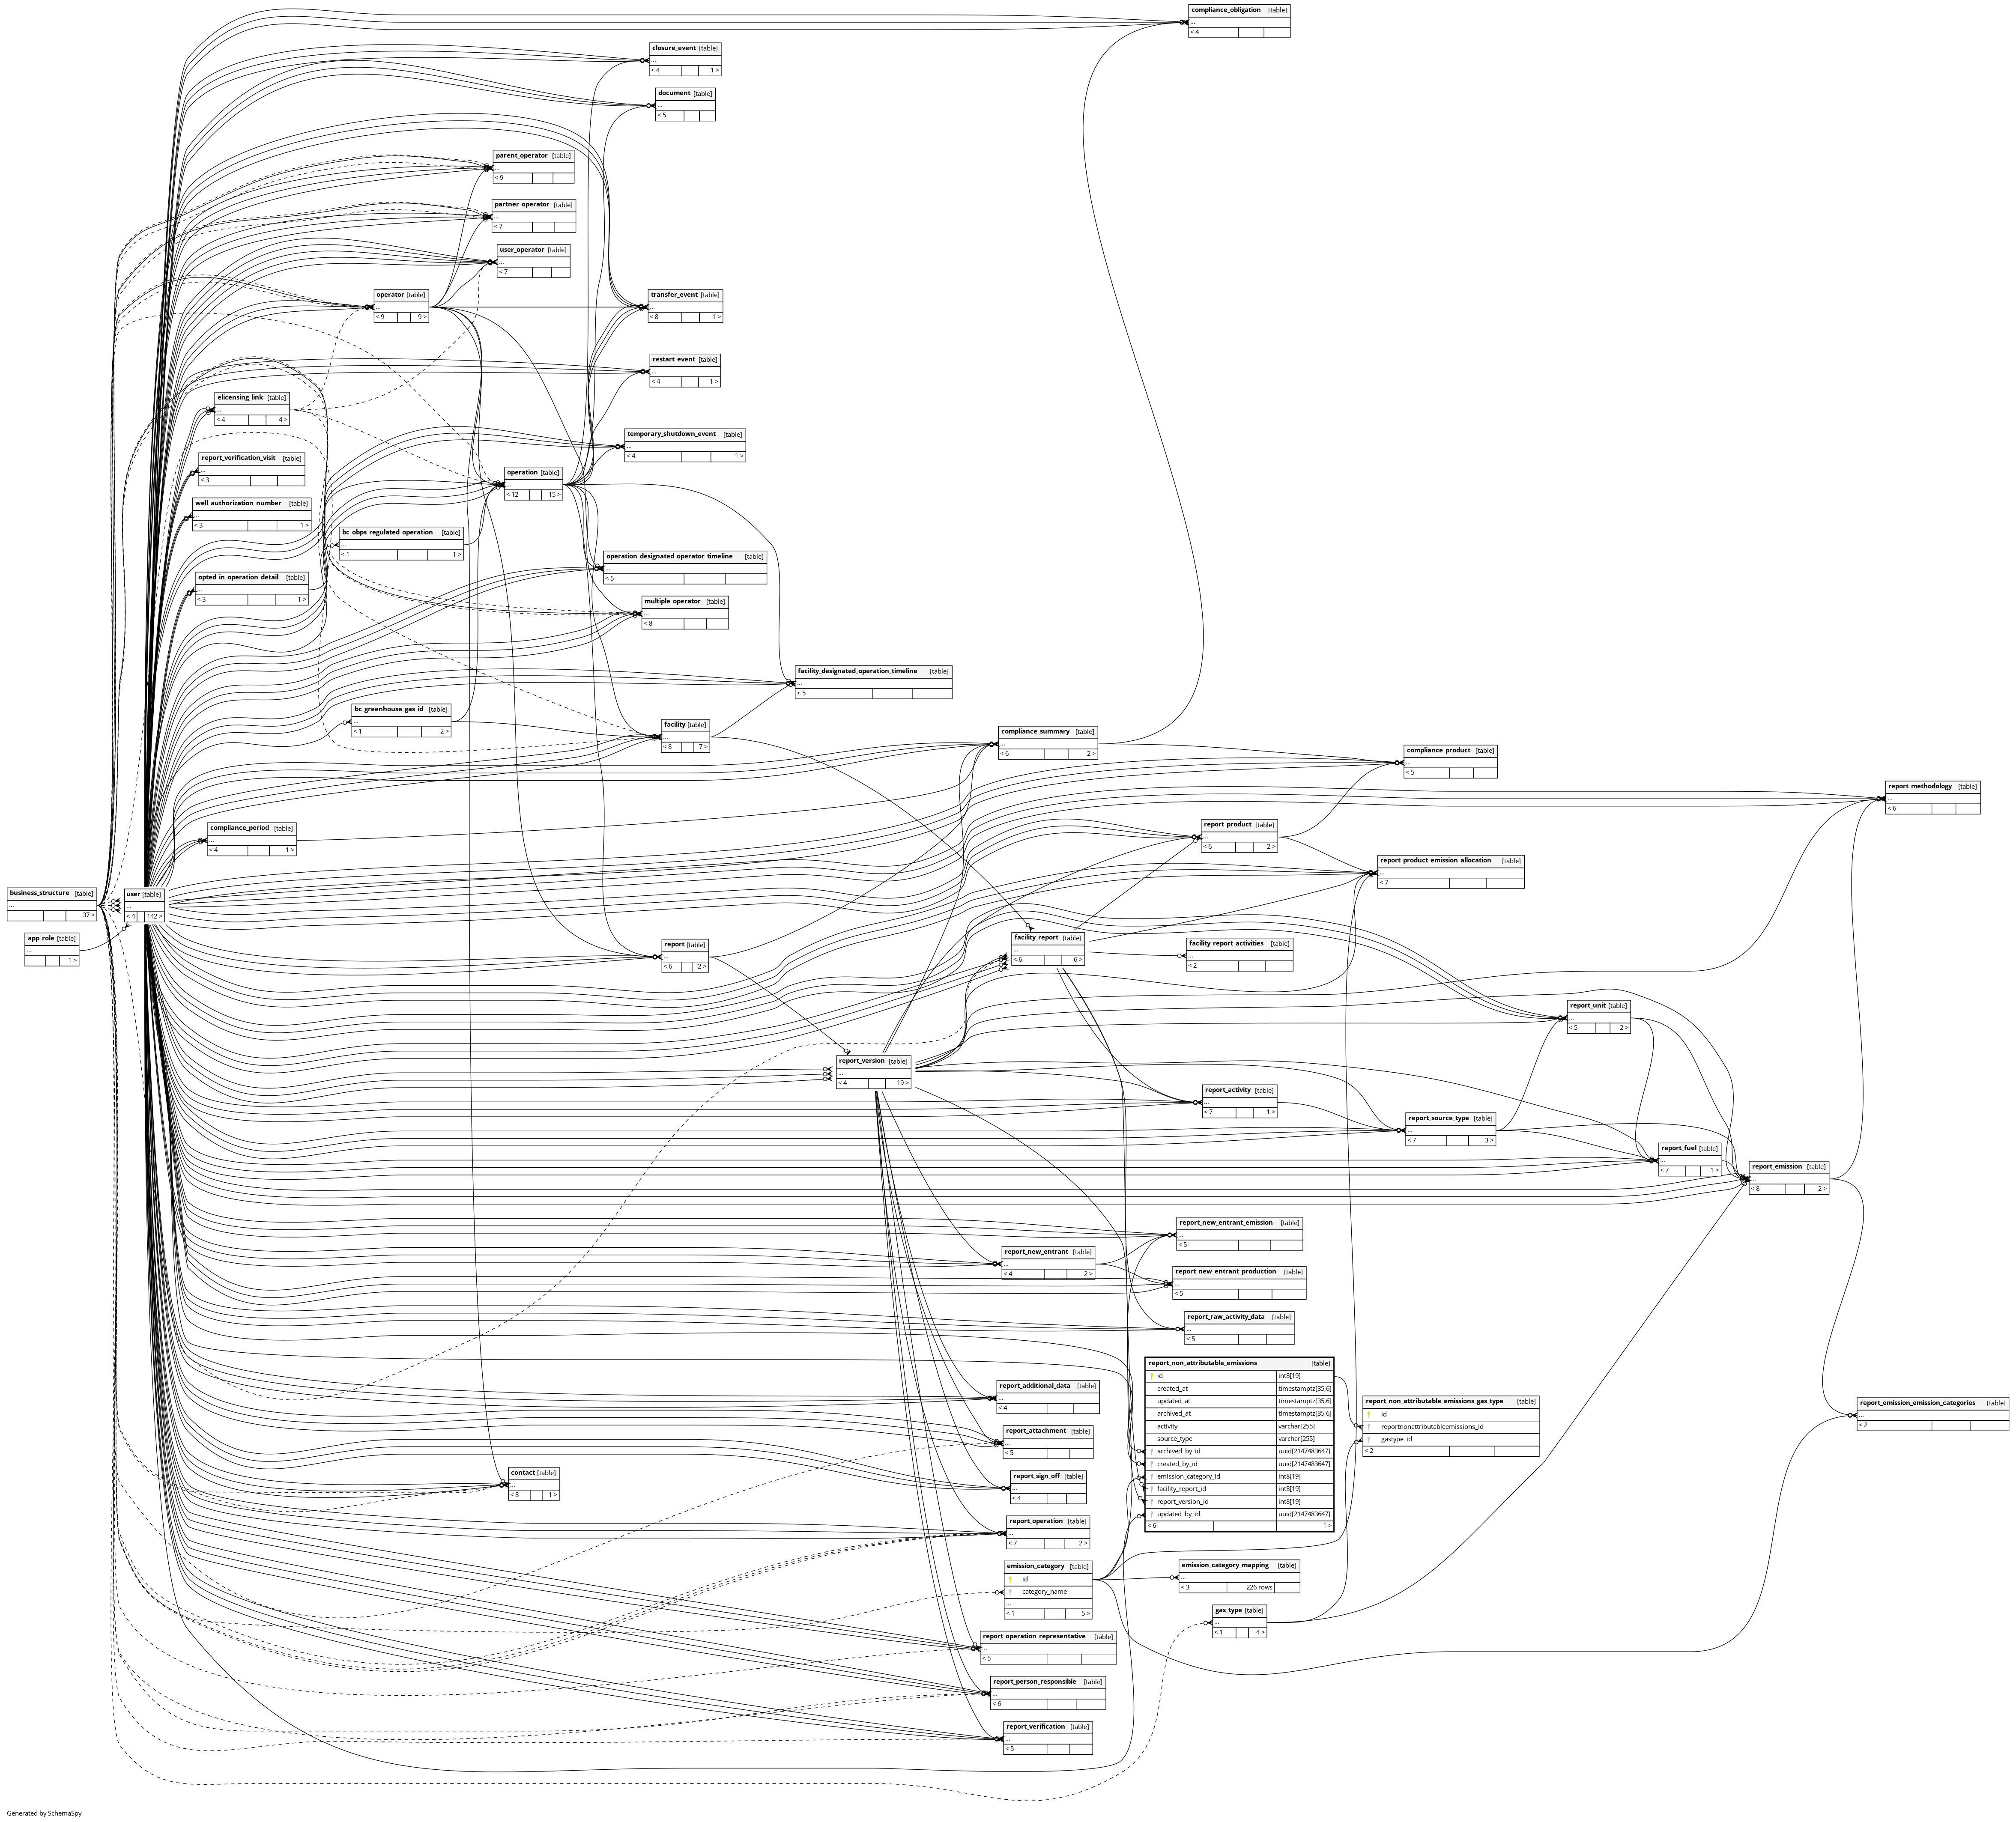 compliance_obligation [table]
...
< 4
closure_event [table]
...
< 4 1 >
document [table]
...
< 5
parent_operator [table]
...
< 9
partner_operator [table]
...
< 7
user_operator [table]
...
< 7
operator [table]
...
< 9 9 >
transfer_event [table]
...
< 8 1 >
restart_event [table]
...
< 4 1 >
elicensing_link [table]
...
< 4 4 >
temporary_shutdown_event [table]
...
< 4 1 >
report_verification_visit [table]
...
< 3
operation [table]
...
< 12 15 >
well_authorization_number [table]
...
< 3 1 >
bc_obps_regulated_operation [table]
...
< 1 1 >
operation_designated_operator_timeline [table]
...
< 5
opted_in_operation_detail [table]
...
< 3 1 >
multiple_operator [table]
...
< 8
facility_designated_operation_timeline [table]
...
< 5
bc_greenhouse_gas_id [table]
...
< 1 2 >
facility [table]
...
< 8 7 >
compliance_summary [table]
...
< 6 2 >
compliance_product [table]
...
< 5
report_methodology [table]
...
< 6
compliance_period [table]
...
< 4 1 >
report_product [table]
...
< 6 2 >
report_product_emission_allocation [table]
...
< 7
business_structure [table]
...
37 >
user [table]
...
< 4 142 >
app_role [table]
...
1 >
report [table]
...
< 6 2 >
facility_report [table]
...
< 6 6 >
facility_report_activities [table]
...
< 2
report_unit [table]
...
< 5 2 >
report_version [table]
...
< 4 19 >
report_activity [table]
...
< 7 1 >
report_source_type [table]
...
< 7 3 >
report_fuel [table]
...
< 7 1 >
report_emission [table]
...
< 8 2 >
report_new_entrant_emission [table]
...
< 5
report_new_entrant [table]
...
< 4 2 >
report_new_entrant_production [table]
...
< 5
report_raw_activity_data [table]
...
< 5
report_non_attributable_emissions [table]
id int8[19]
created_at timestamptz[35,6]
updated_at timestamptz[35,6]
archived_at timestamptz[35,6]
activity varchar[255]
source_type varchar[255]
archived_by_id uuid[2147483647]
created_by_id uuid[2147483647]
emission_category_id int8[19]
facility_report_id int8[19]
report_version_id int8[19]
updated_by_id uuid[2147483647]
< 6 1 >
report_non_attributable_emissions_gas_type [table]
id
reportnonattributableemissions_id
gastype_id
< 2
report_emission_emission_categories [table]
...
< 2
report_additional_data [table]
...
< 4
report_attachment [table]
...
< 5
contact [table]
...
< 8 1 >
report_sign_off [table]
...
< 4
report_operation [table]
...
< 7 2 >
emission_category [table]
id
category_name
...
< 1 5 >
emission_category_mapping [table]
...
< 3 226 rows
gas_type [table]
...
< 1 4 >
report_operation_representative [table]
...
< 5
report_person_responsible [table]
...
< 6
report_verification [table]
...
< 5
Generated by SchemaSpy